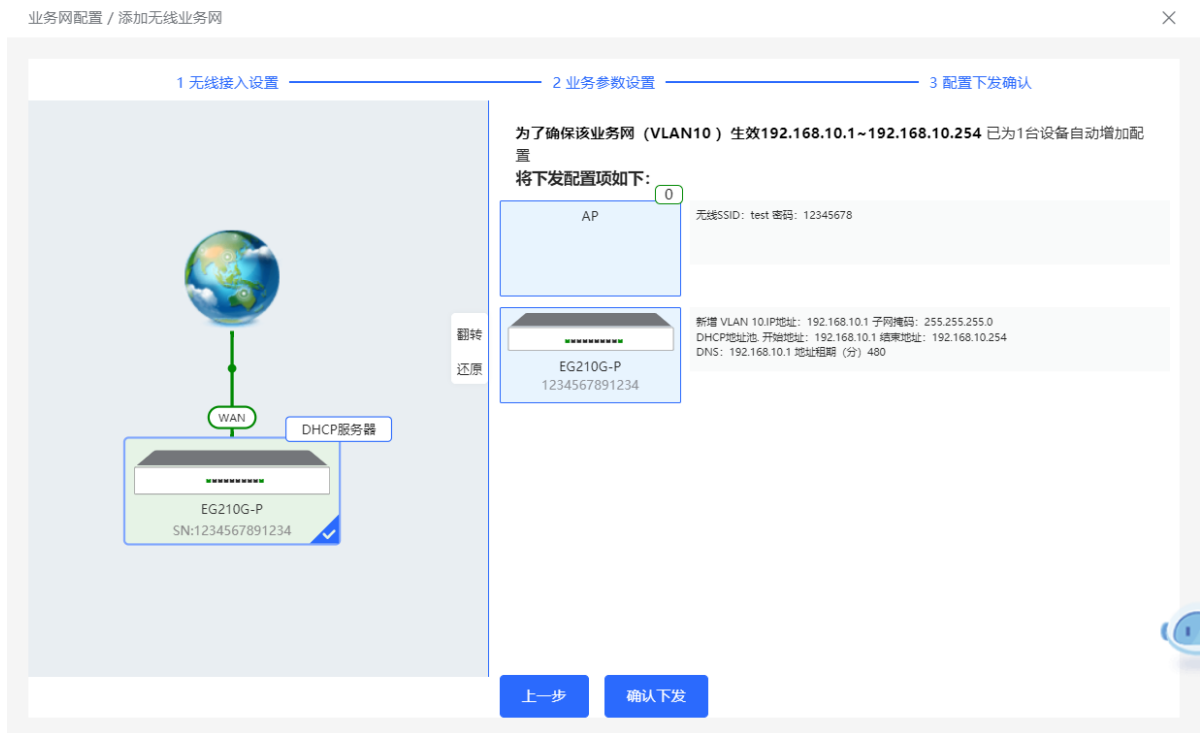 业务网配置 / 添加无线业务网
1 无线接入设置
2 业务参数设置
3 配置下发确认
WAN
DHCP服务器
EG210G-P
SN:1234567891234
翻转
还原
为了确保该业务网（VLAN10 ）生效192.168.10.1~192.168.10.254 已为1台设备自动增加配
置
将下发配置项如下：
0
AP
无线SSID：test 密码：12345678
EG210G-P
1234567891234
新增 VLAN 10.IP地址：192.168.10.1 子网掩码：255.255.255.0
DHCP地址池. 开始地址：192.168.10.1 结束地址：192.168.10.254
DNS：192.168.10.1 地址租期（分）480
上一步
确认下发